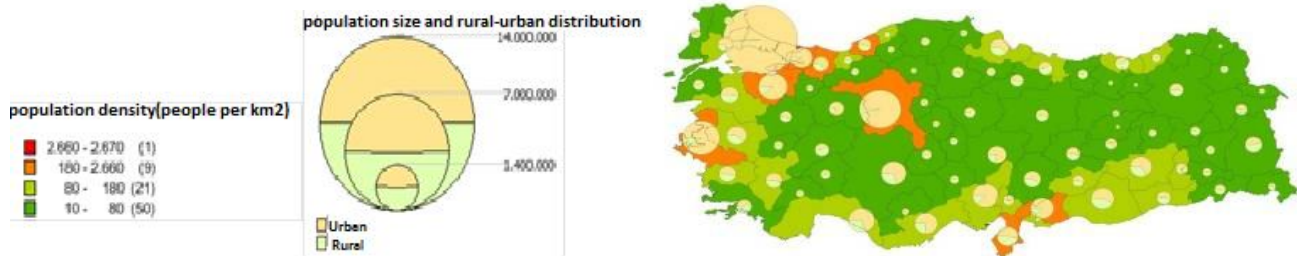 population size and rural-urban distribution
14.000.000
7.000.000
1.400.000
population density(people per km2)
2.660 - 2.670 (1)
180 - 2.660 (9)
80 - 180 (21)
10 - 80 (50)
Urban
Rural